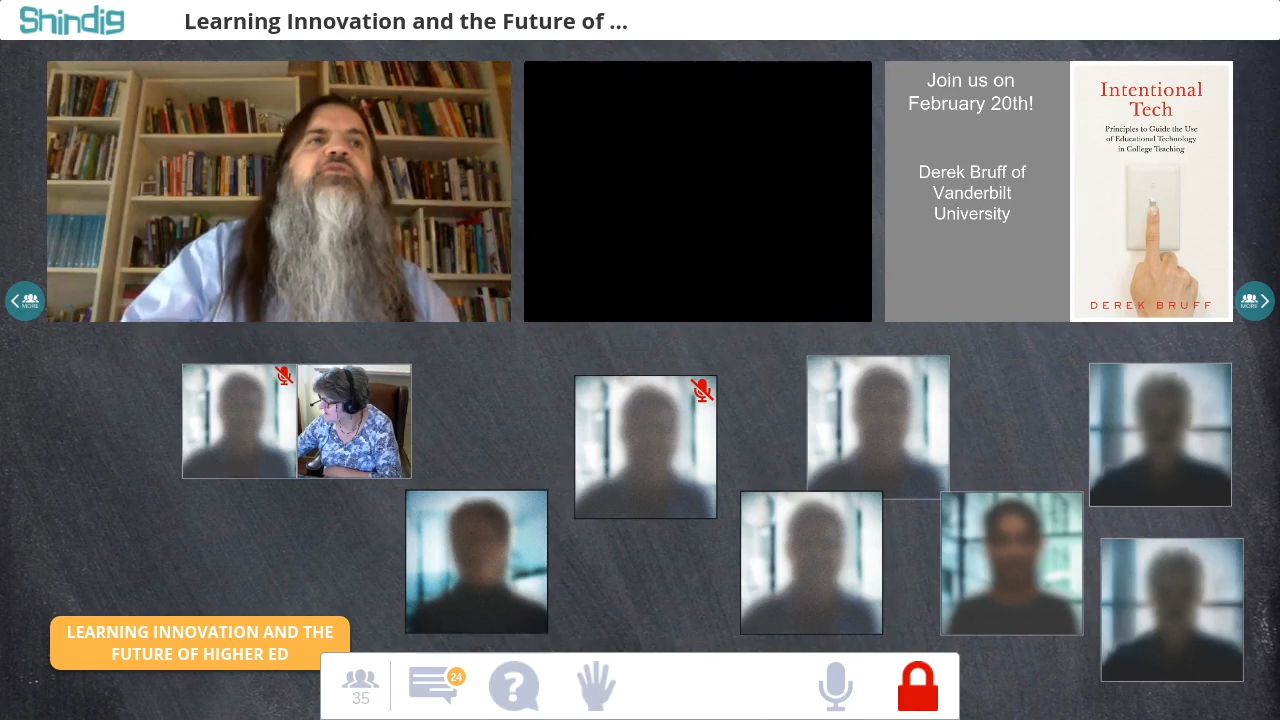 Shindig
Learning Innovation and the Future of ...
Join us on
February 20th!
Derek Bruff of
Vanderbilt
University
Intentional
Tech
Principles to Guide the Use
of Educational Technology
in College Teaching
DEREK BRUFF
MORE
MORE
LEARNING INNOVATION AND THE
FUTURE OF HIGHER ED
35
24
?